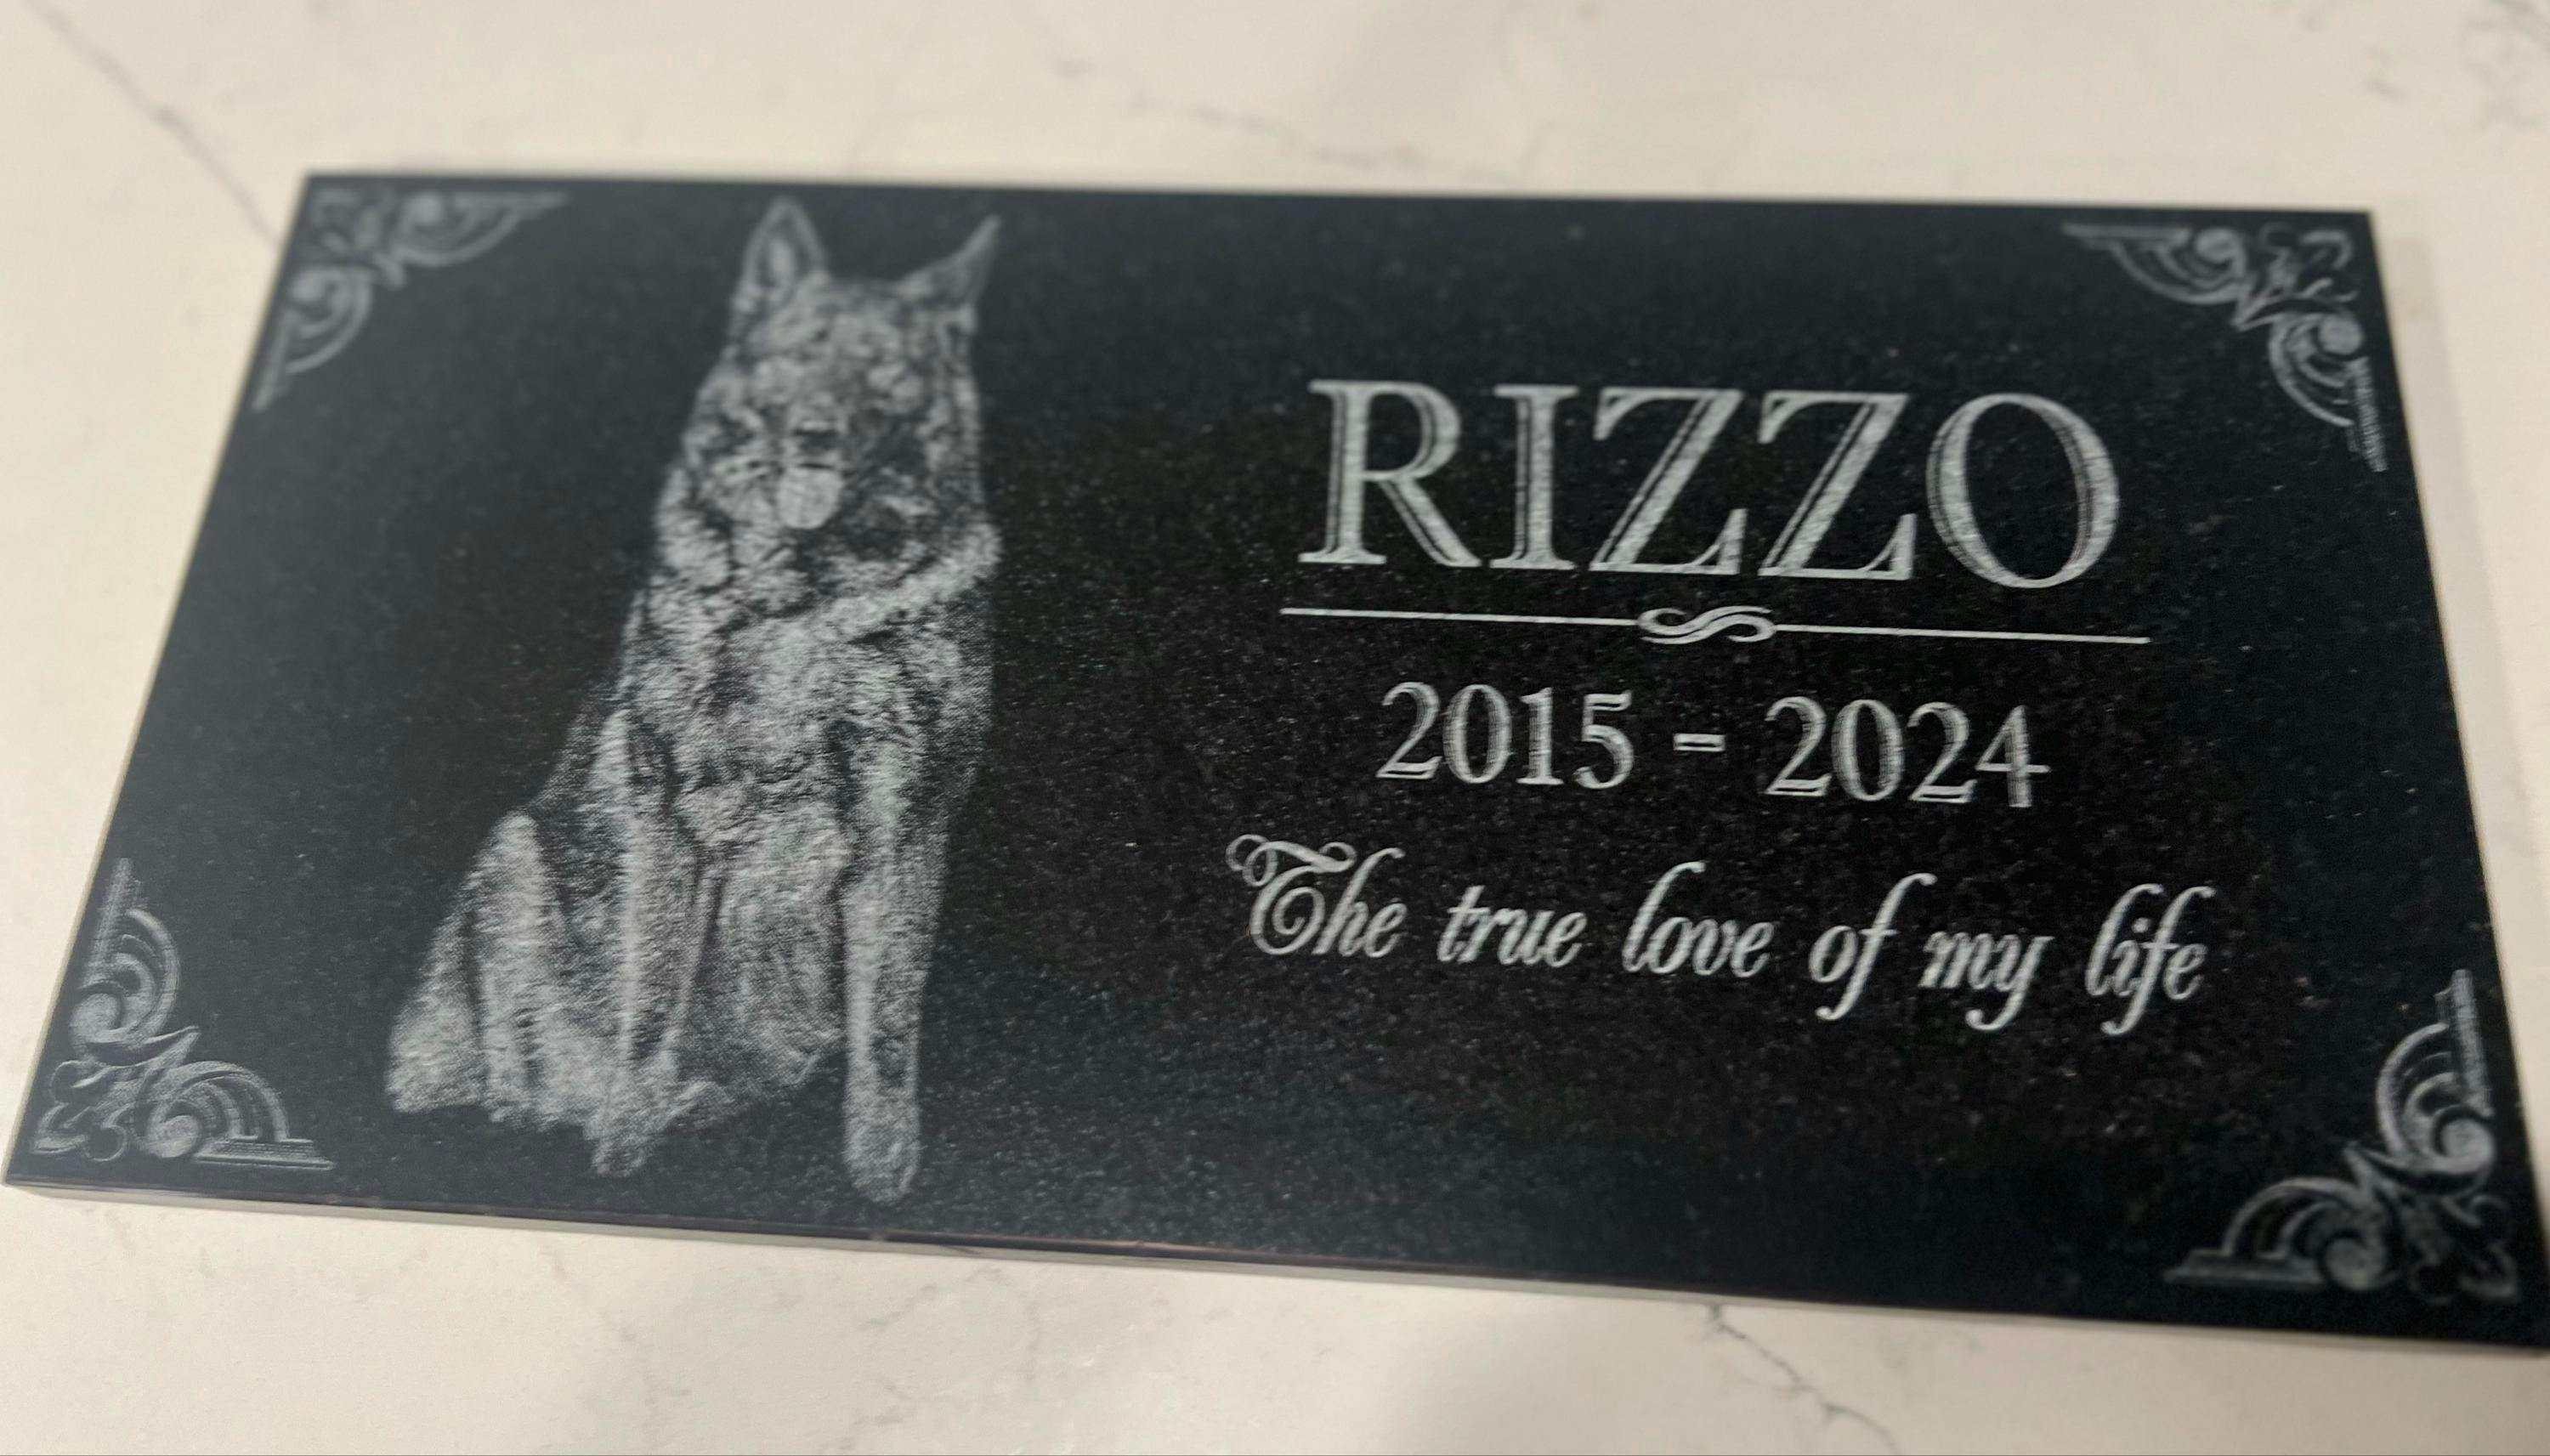 RIZZO
2015 - 2024
The true love of my life